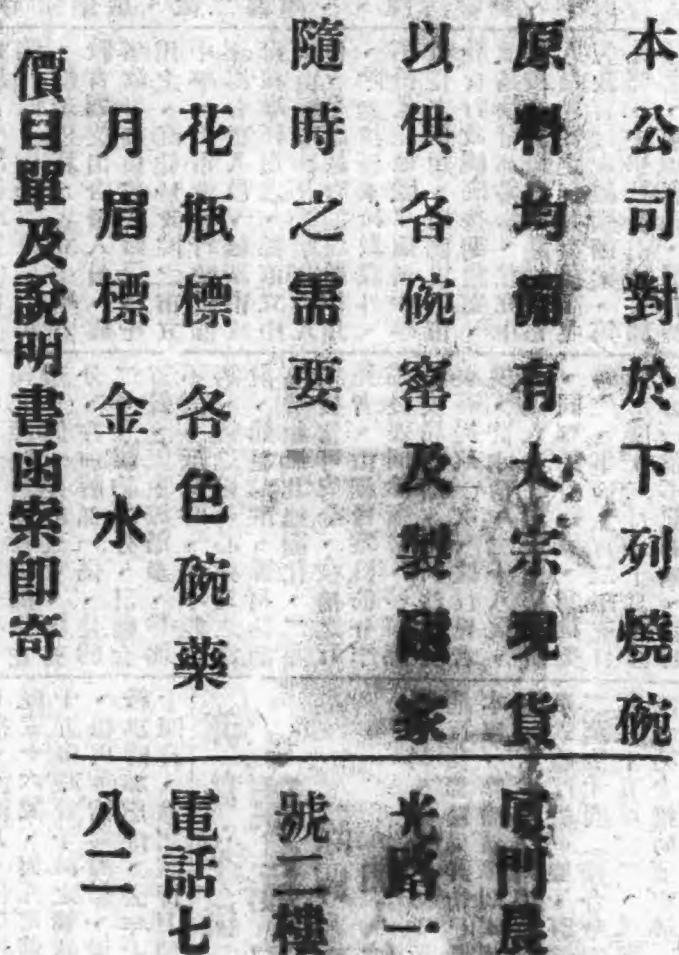 本公司對於下列燒碗
原料均備有大宗現貨
以供各碗窰及製磁家
隨時之需要
花瓶標 各色碗藥
月眉標 金水
價目單及說明書函索即寄
廈門晨
光路一
號二樓
電話七
八二